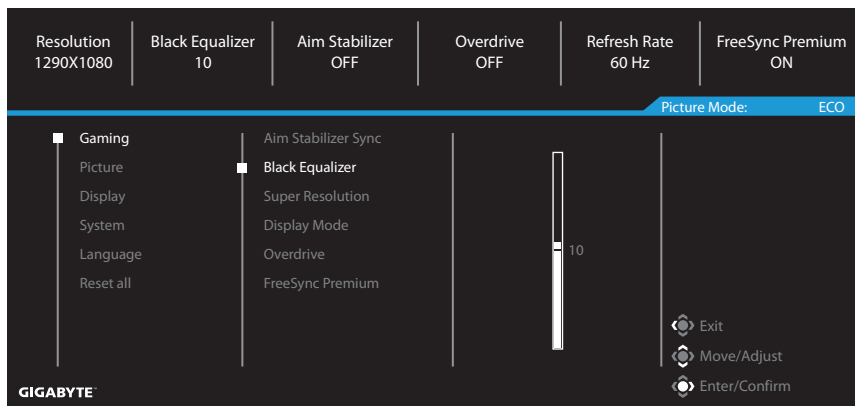 Resolution
1290X1080
Black Equalizer
10
Aim Stabilizer
OFF
Overdrive
OFF
Refresh Rate
60 Hz
FreeSync Premium
ON
Picture Mode: ECO
Gaming
Picture
Display
System
Language
Reset all
Aim Stabilizer Sync
Black Equalizer
Super Resolution
Display Mode
Overdrive
FreeSync Premium
10
Exit
Move/Adjust
Enter/Confirm
GIGABYTE™